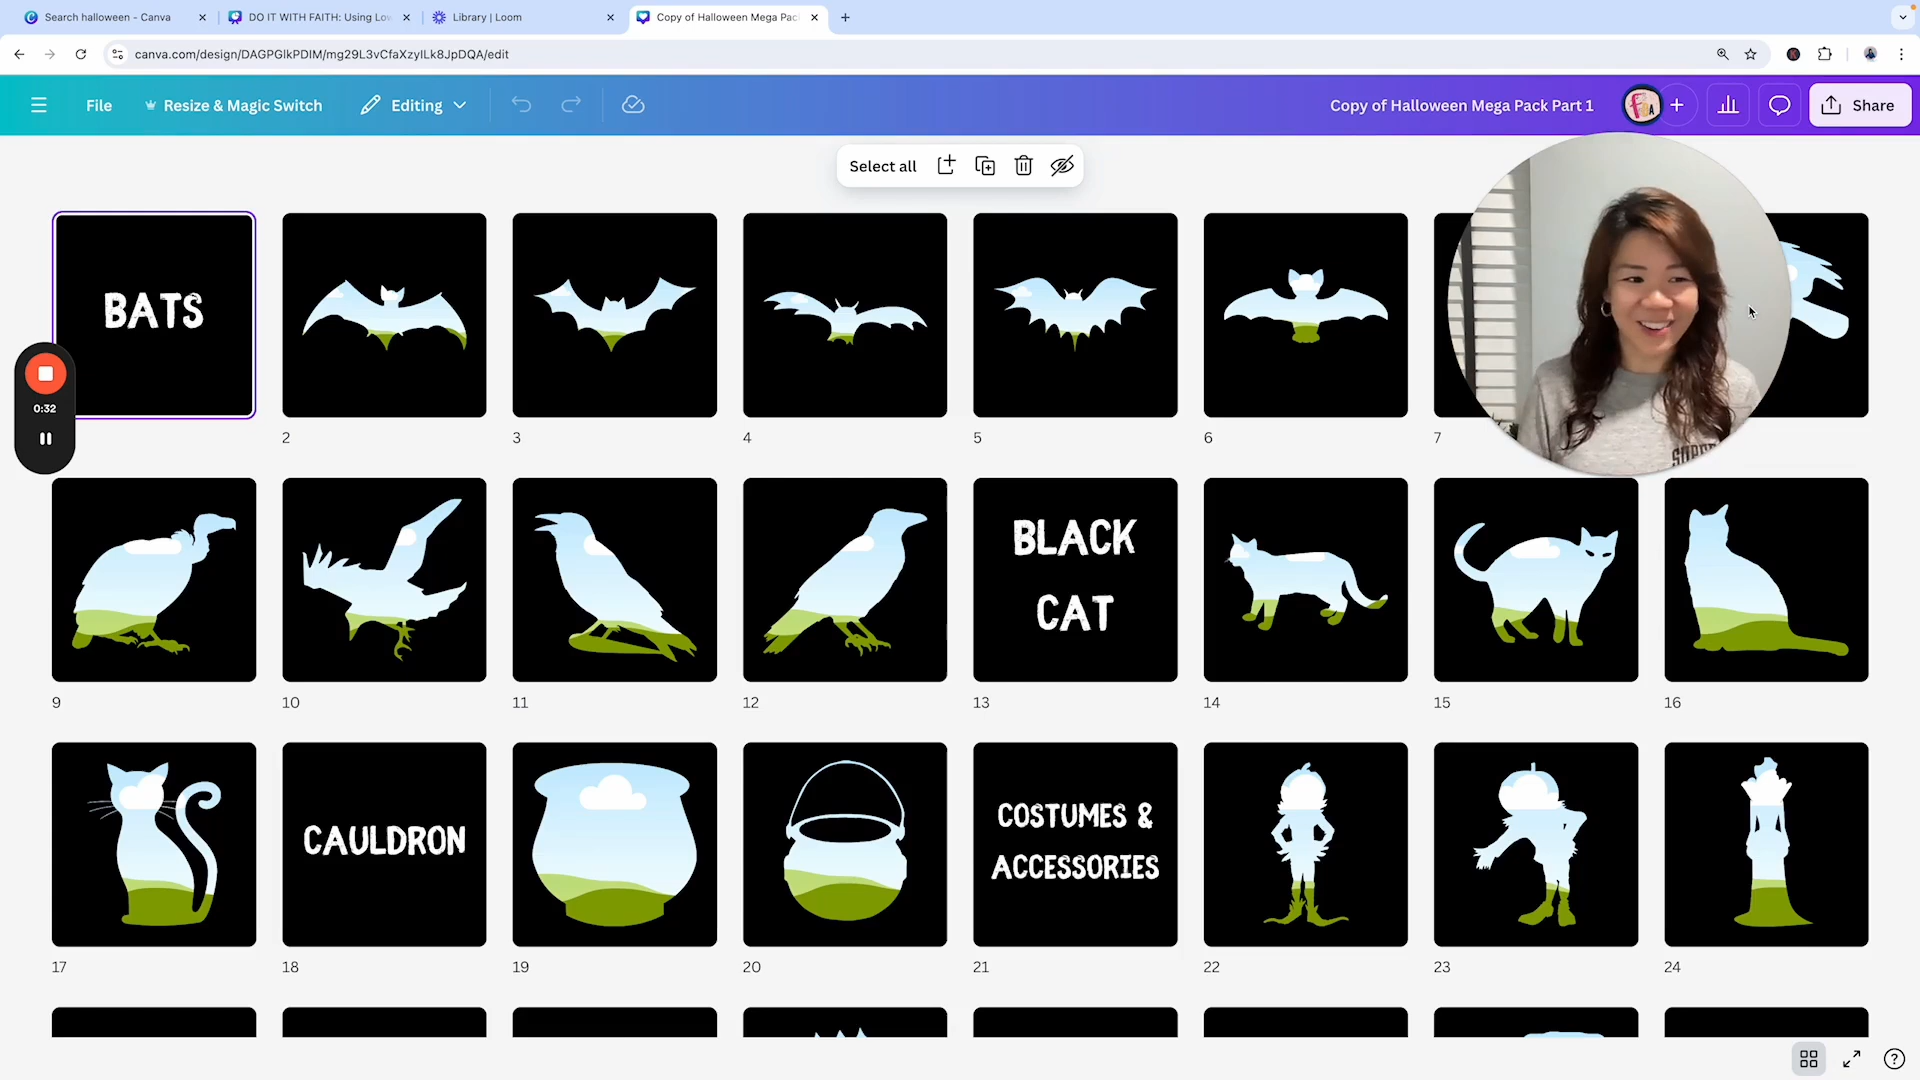 Search halloween - Canva
DO IT WITH FAITH: Using Lov
Library | Loom
Copy of Halloween Mega Pac
canva.com/design/DAGPGlkPDIM/mg29L3vCfaXzyILk8JpDQA/edit
File
Resize & Magic Switch
Editing
Copy of Halloween Mega Pack Part 1
Share
Select all
BATS
0:32
2
3
4
5
6
7
BLACK
CAT
9
10
11
12
13
14
15
16
CAULDRON
COSTUMES &
ACCESSORIES
17
18
19
20
21
22
23
24